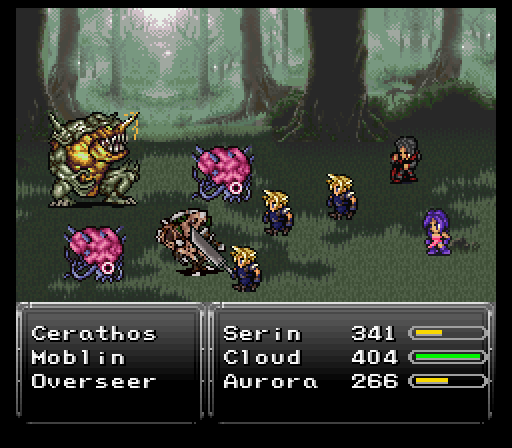 Cerathos
Moblin
Overseer
Serin 341
Cloud 404
Aurora 266